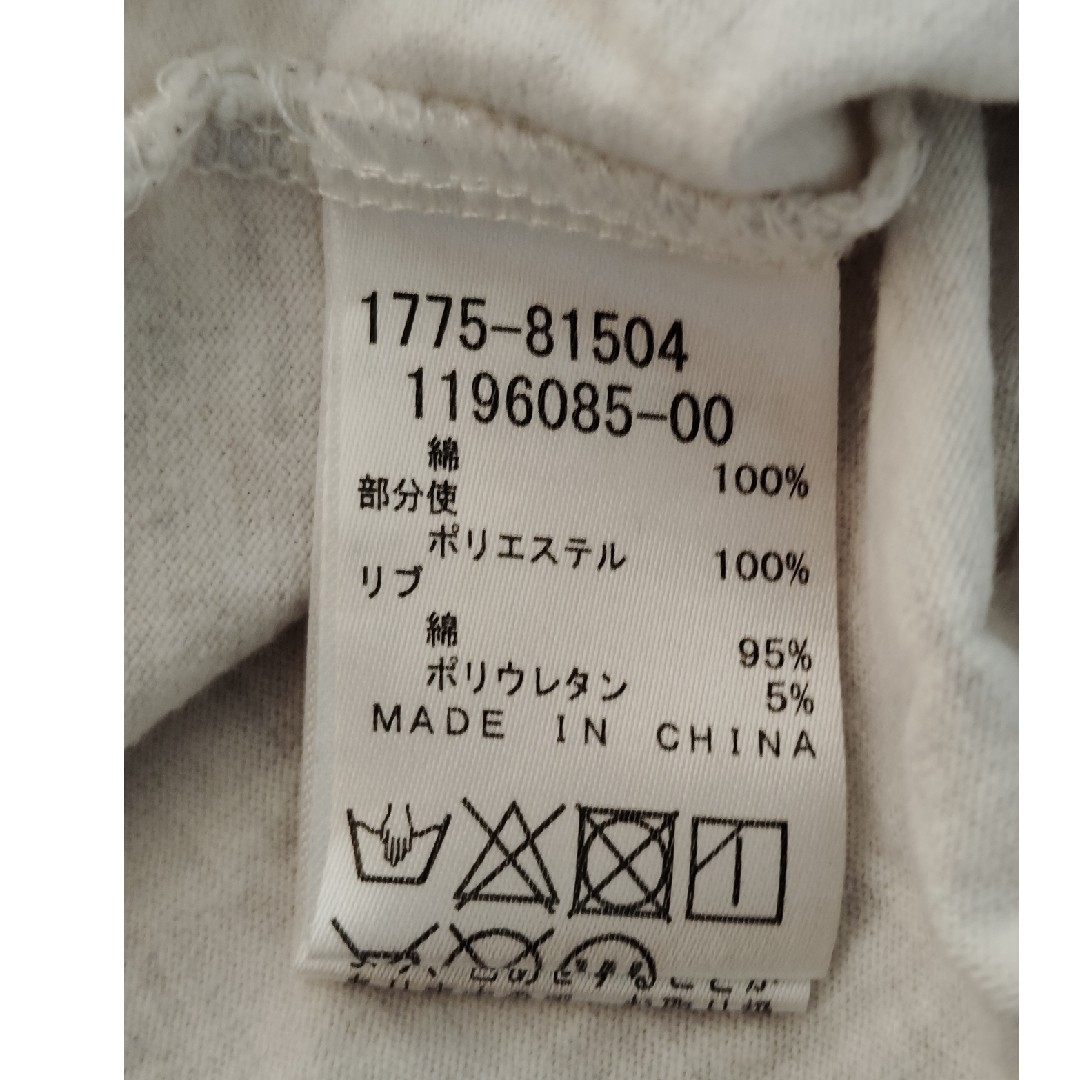 1775-81504
1196085-00
綿 100%
部分使
ポリエステル 100%
リブ
綿 95%
ポリウレタン 5%
MADE IN CHINA